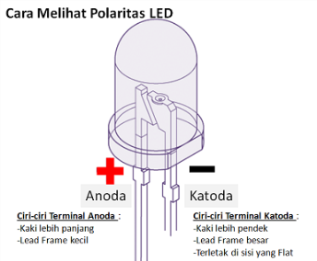 Cara Melihat Polaritas LED
Anoda
Katoda
Ciri-ciri Terminal Anoda :
-Kaki lebih panjang
-Lead Frame kecil
Ciri-ciri Terminal Katoda :
-Kaki lebih pendek
-Lead Frame besar
-Terletak di sisi yang Flat